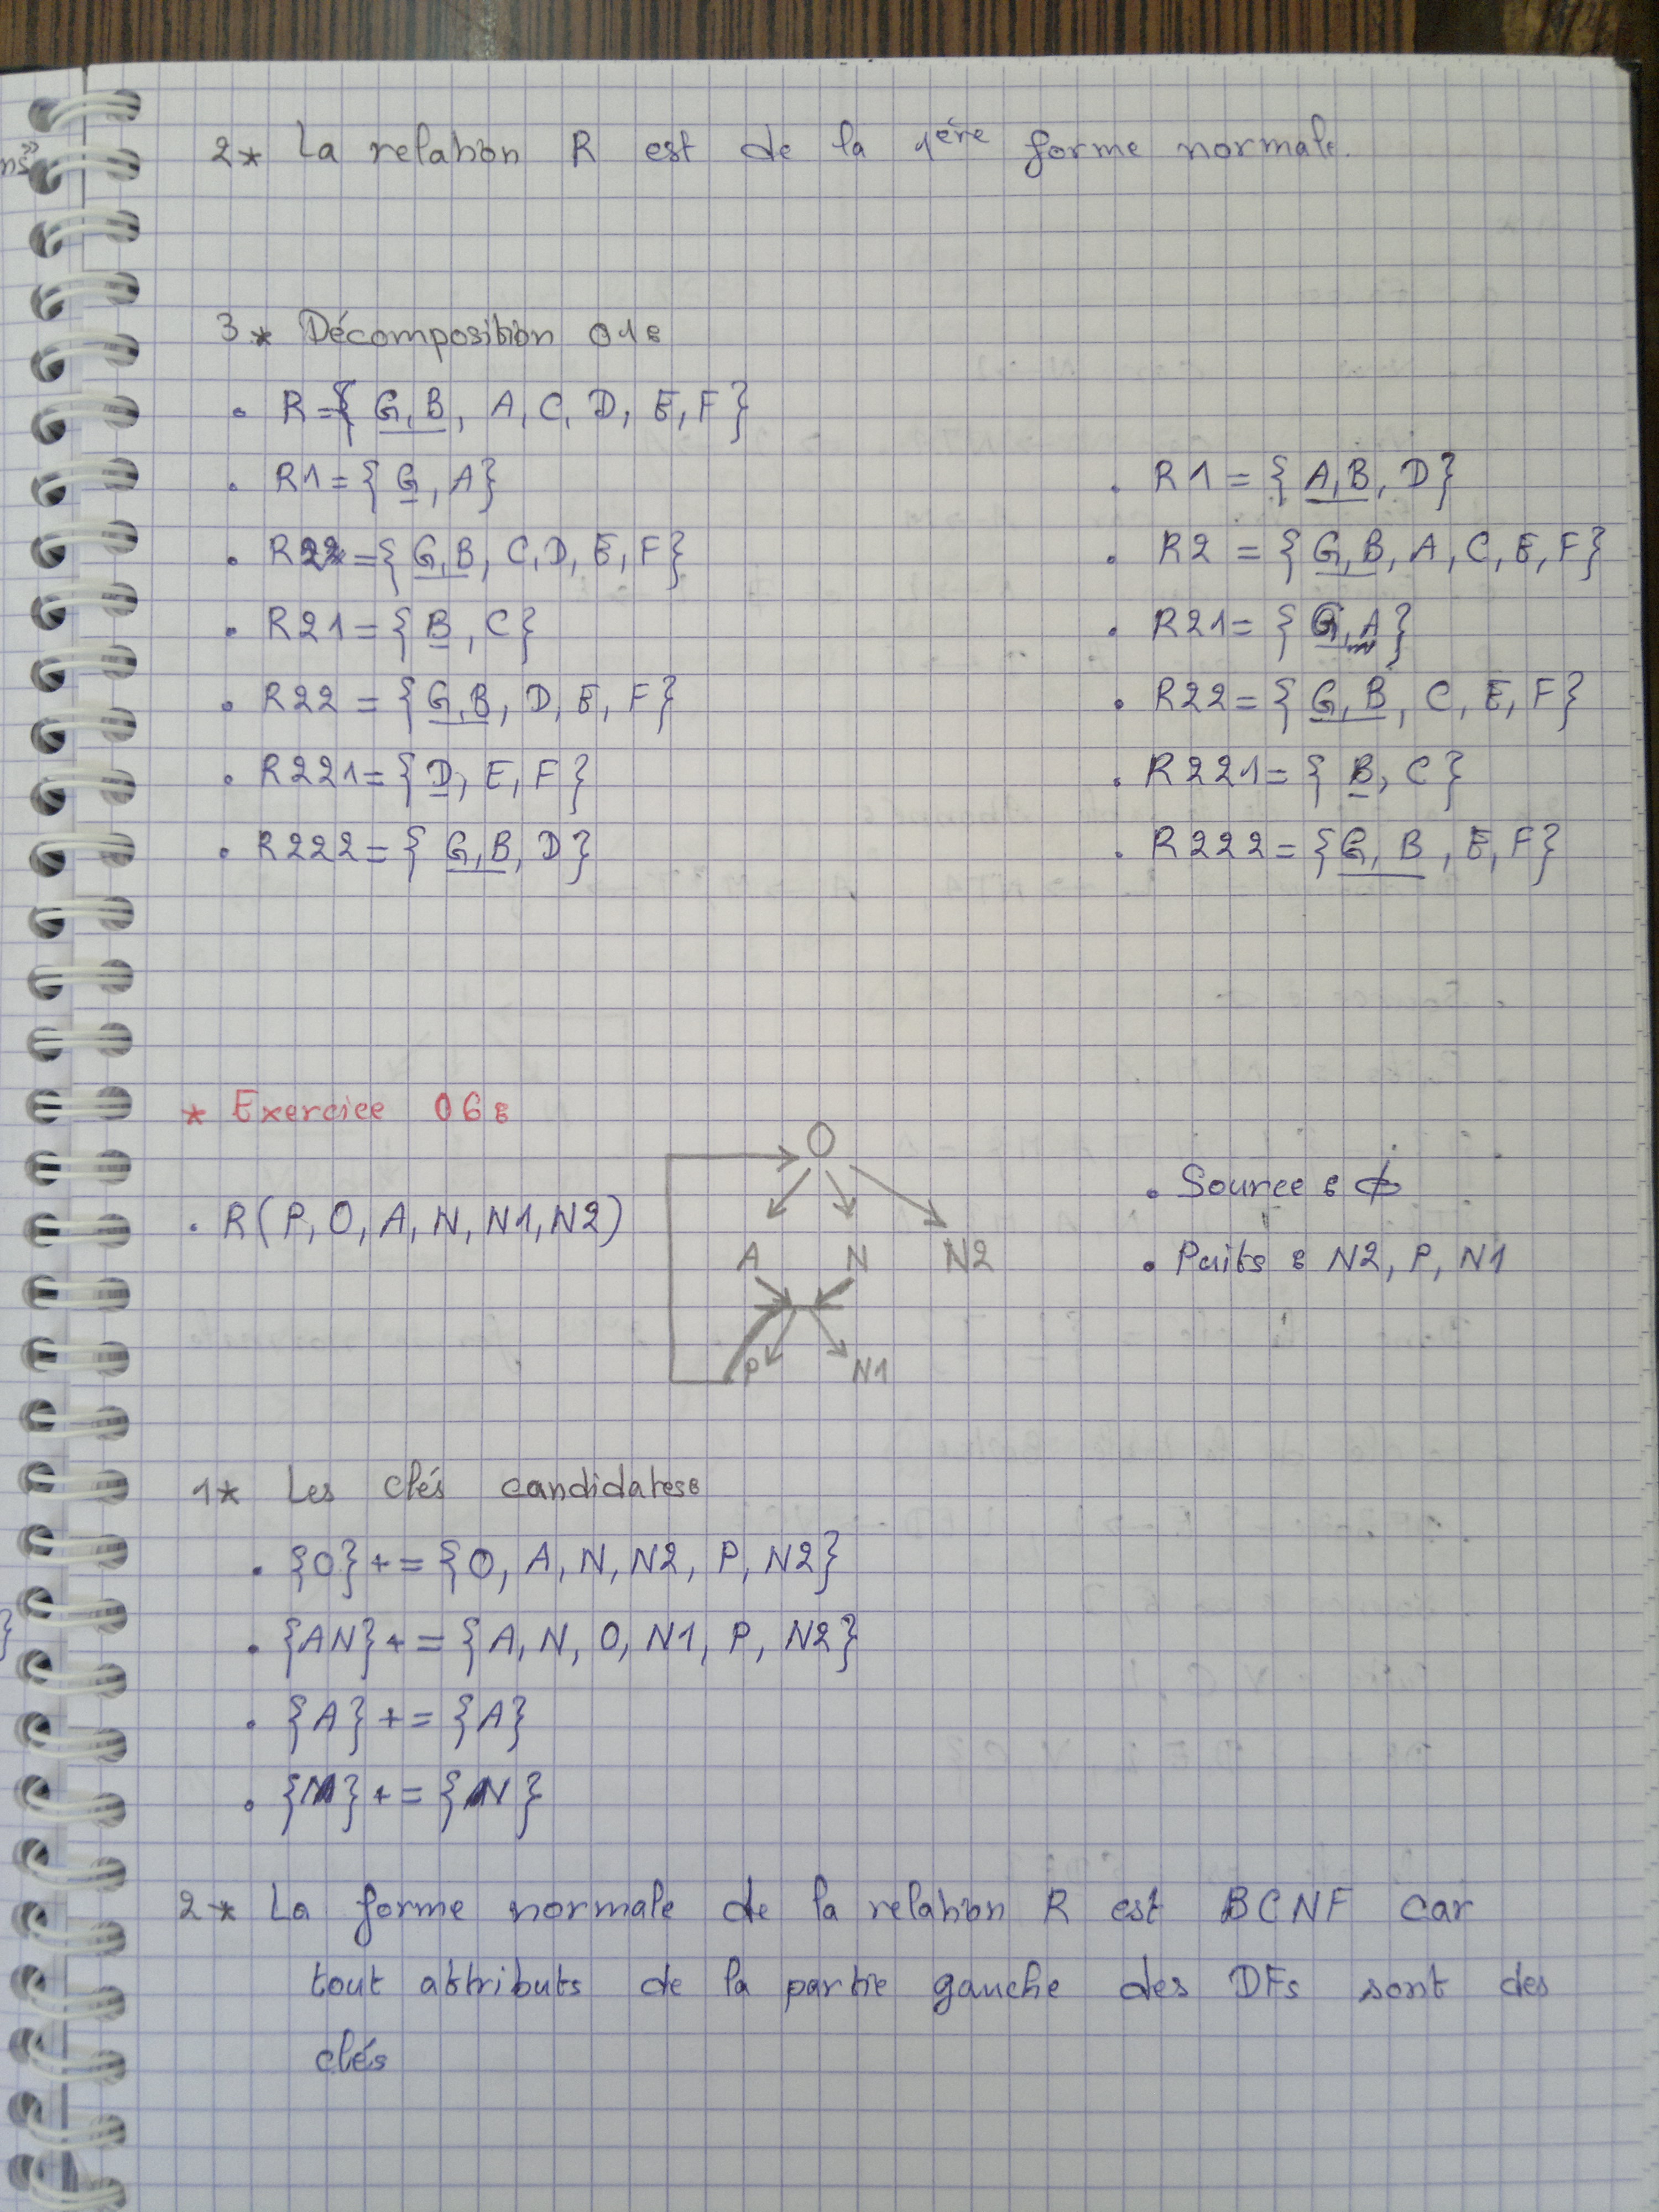 2* La relation R est de la 1ère forme normale.
3* Décomposition 01:
• R={ G,B, A, C, D, E, F}
• R1={ G, A}
• R1={ A,B, D}
• R22={ G,B, C, D, E, F}
• R2 = { G,B, A, C, E, F}
• R21={ B, C}
• R21={ G,A}
• R22 = { G,B, D, E, F}
• R22={ G,B, C, E, F}
• R221={ D, E, F}
• R221={ B, C}
• R222={ G,B, D}
• R222={G, B, E, F}
* Exercice 06:
O
• Source : ϕ
• R(P, O, A, N, N1, N2)
A N N2
• Puits : N2, P, N1
P N1
1* Les clés candidates:
• {O}+={O, A, N, N2, P, N2}
• {AN}+={A, N, O, N1, P, N2}
• {A}+={A}
• {N}+={N}
2* La forme normale de la relation R est BCNF car
tout attributs de la partie gauche des DFs sont des
clés